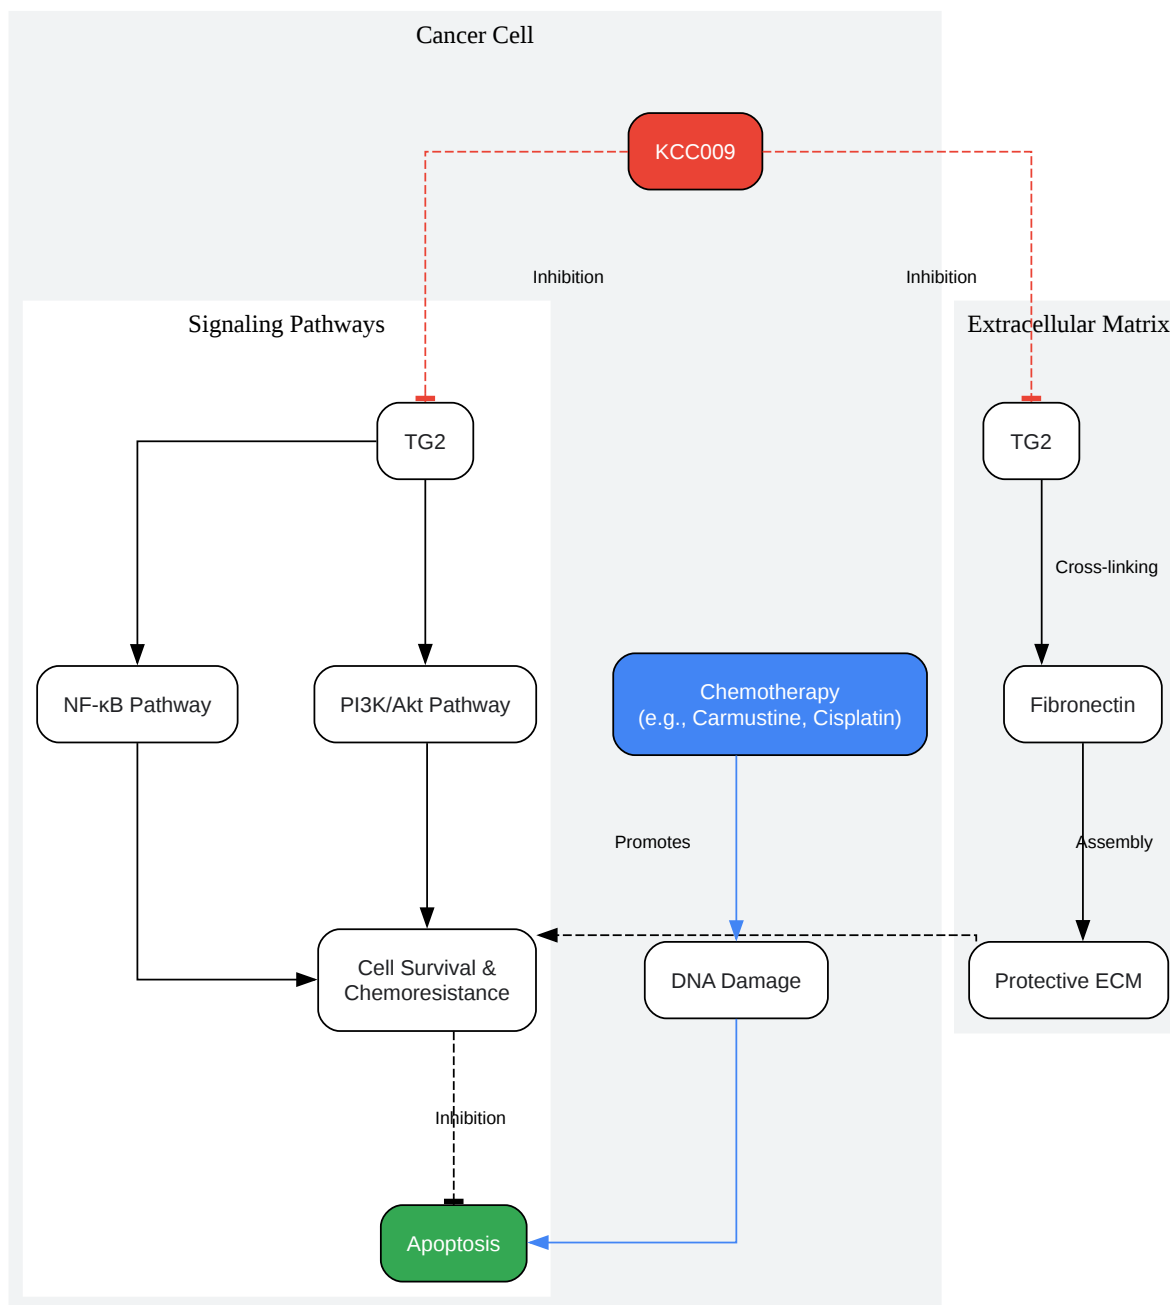 Cancer Cell
KCC009
Inhibition
Inhibition
Signaling Pathways
Extracellular Matrix
TG2
TG2
Cross-linking
NF-κB Pathway
PI3K/Akt Pathway
Chemotherapy
(e.g., Carmustine, Cisplatin)
Fibronectin
Promotes
Assembly
Cell Survival &
Chemoresistance
DNA Damage
Protective ECM
Inhibition
Apoptosis